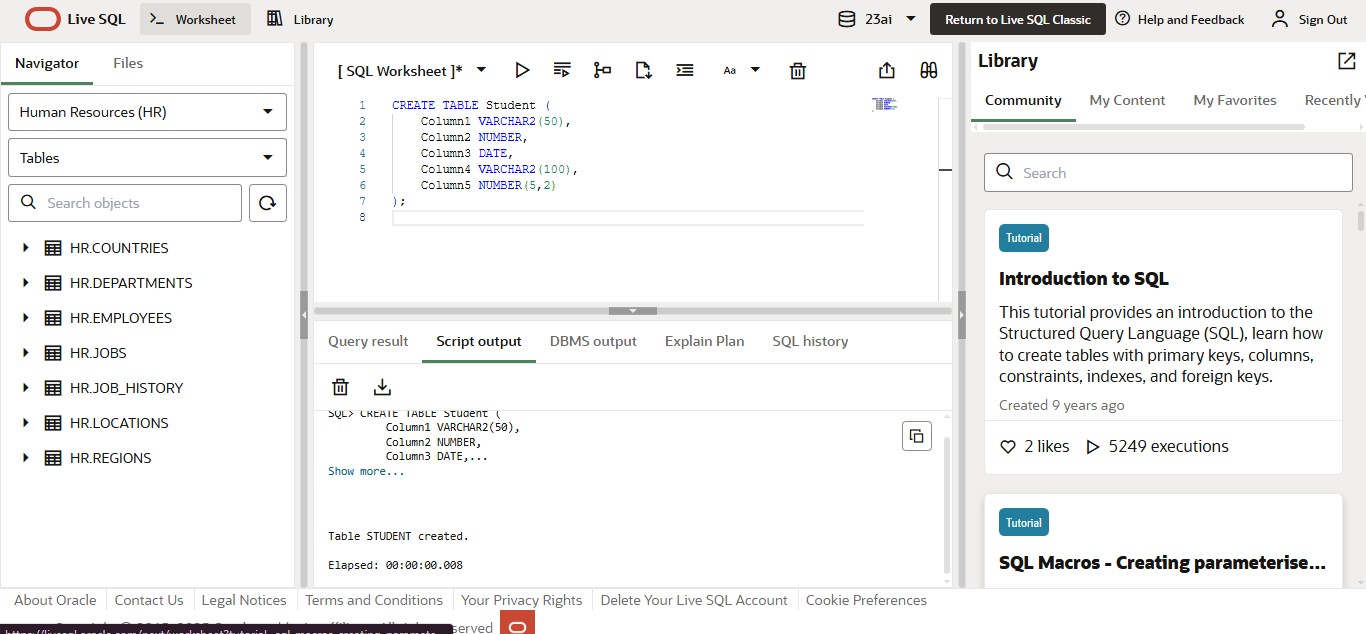 Live SQL
Worksheet
Library
23ai
Return to Live SQL Classic
Help and Feedback
Sign Out
Navigator
Files
Human Resources (HR)
Tables
Search objects
HR.COUNTRIES
HR.DEPARTMENTS
HR.EMPLOYEES
HR.JOBS
HR.JOB_HISTORY
HR.LOCATIONS
HR.REGIONS
[ SQL Worksheet ]*
Aa
1 CREATE TABLE Student (
2 Column1 VARCHAR2(50),
3 Column2 NUMBER,
4 Column3 DATE,
5 Column4 VARCHAR2(100),
6 Column5 NUMBER(5,2)
7 );
8
Query result
Script output
DBMS output
Explain Plan
SQL history
SQL> CREATE TABLE Student (
Column1 VARCHAR2(50),
Column2 NUMBER,
Column3 DATE,...
Show more...
Table STUDENT created.
Elapsed: 00:00:00.008
Library
Community
My Content
My Favorites
Recently
Search
Tutorial
Introduction to SQL
This tutorial provides an introduction to the
Structured Query Language (SQL), learn how
to create tables with primary keys, columns,
constraints, indexes, and foreign keys.
Created 9 years ago
2 likes
5249 executions
Tutorial
SQL Macros - Creating parameterise...
About Oracle
Contact Us
Legal Notices
Terms and Conditions
Your Privacy Rights
Delete Your Live SQL Account
Cookie Preferences